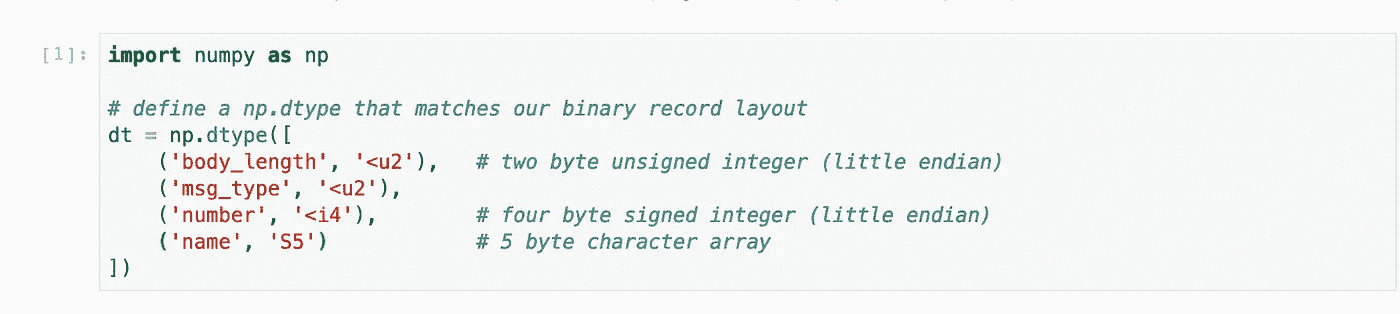 [1]: import numpy as np
# define a np.dtype that matches our binary record layout
dt = np.dtype([
    ('body_length', '<u2'),   # two byte unsigned integer (little endian)
    ('msg_type', '<u2'),
    ('number', '<i4'),        # four byte signed integer (little endian)
    ('name', 'S5')            # 5 byte character array
])